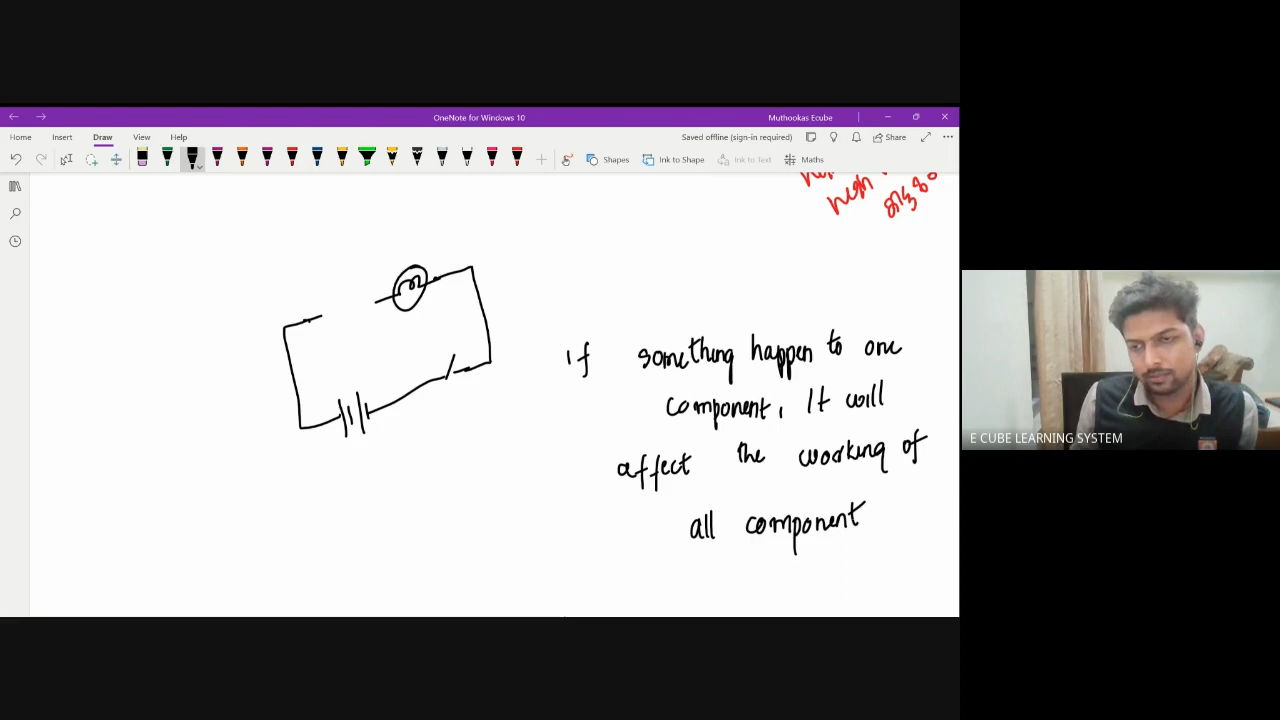 OneNote for Windows 10
Muthookas Ecube
Home Insert Draw View Help
Saved offline (sign-in required)
Share
Shapes
Ink to Shape
Ink to Text
Maths
If something happen to one
component, It will
affect the working of
all component
E CUBE LEARNING SYSTEM